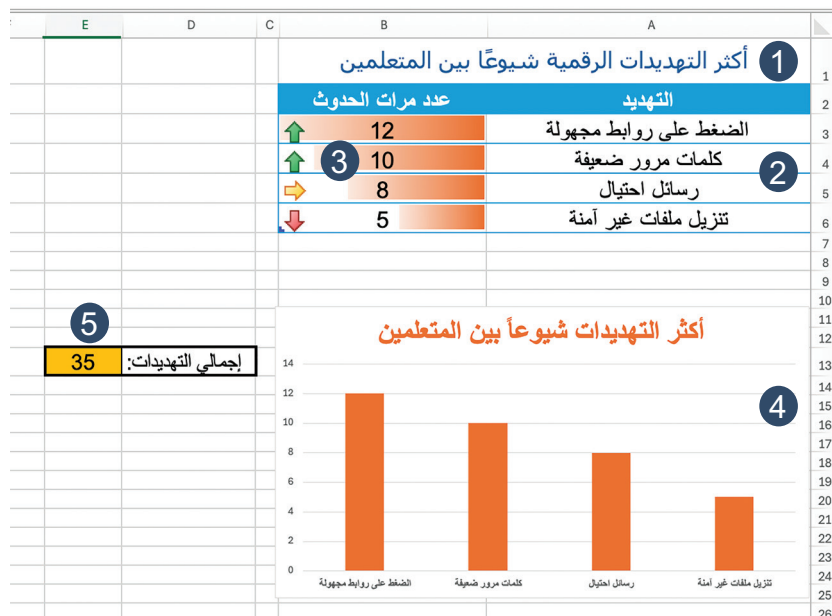 E D C B A
1 أكثر التهديدات الرقمية شيوعًا بين المتعلمين 1
2 التهديد عدد مرات الحدوث
3 الضغط على روابط مجهولة 12
4 2 كلمات مرور ضعيفة 10 3
5 رسائل احتيال 8
6 تنزيل ملفات غير آمنة 5
7
8
9
10
11 5
12 أكثر التهديدات شيوعاً بين المتعلمين
13 إجمالي التهديدات: 35
14
15 4
16
17
18
19
20
21
22
23
24
25
26
14
12
10
8
6
4
2
0
الضغط على روابط مجهولة كلمات مرور ضعيفة رسائل احتيال تنزيل ملفات غير آمنة